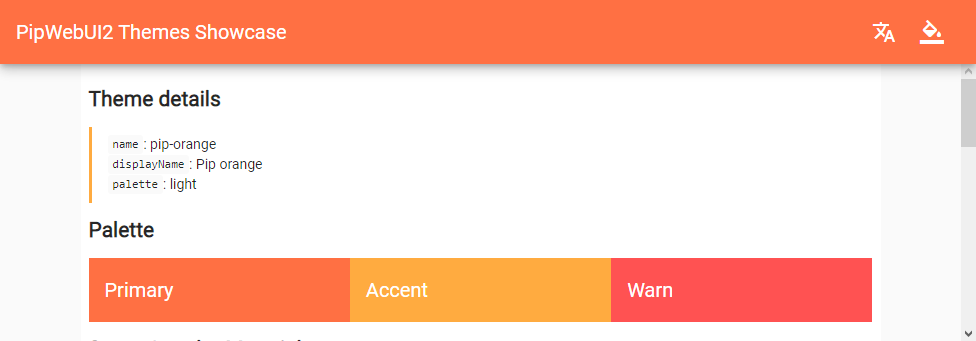 PipWebUI2 Themes Showcase
Theme details
name : pip-orange
displayName : Pip orange
palette : light
Palette
Primary Accent Warn